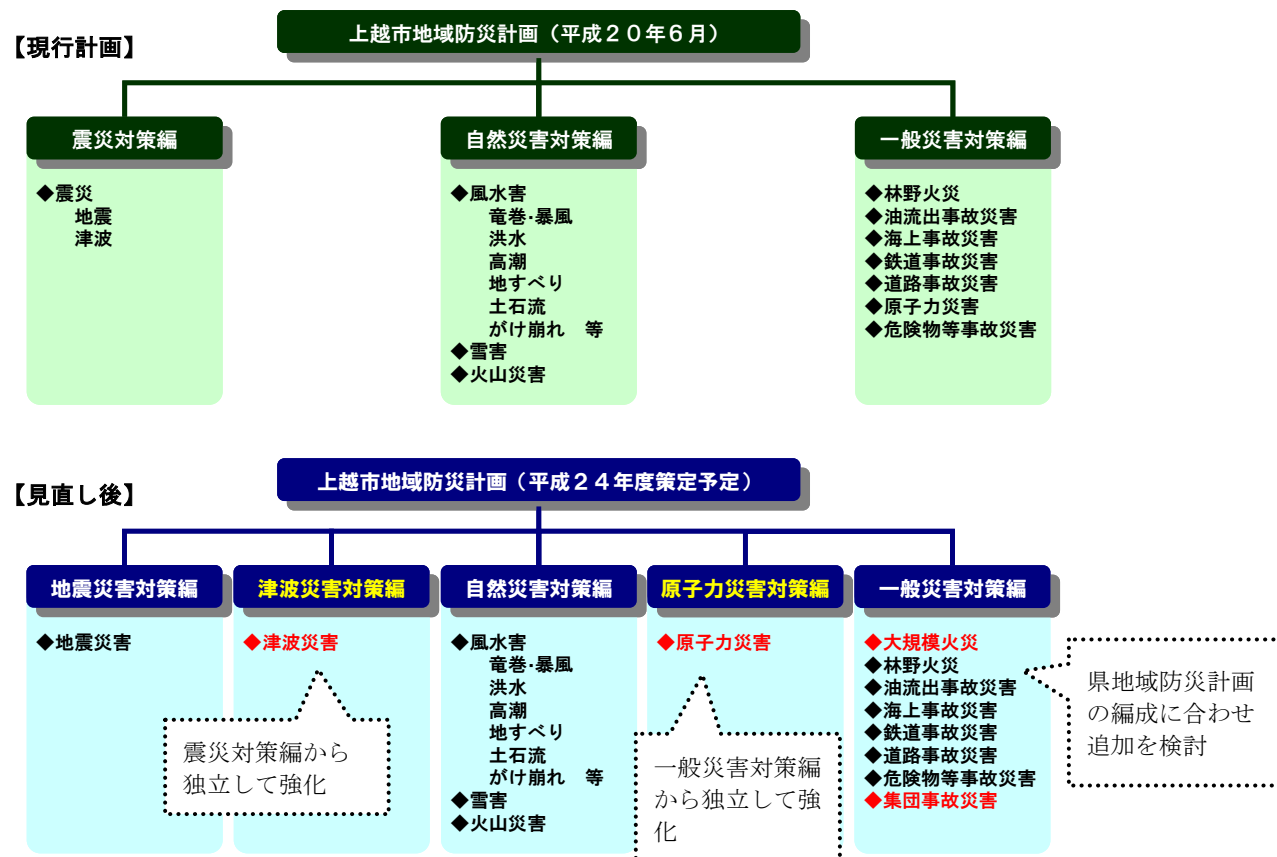 【現行計画】
上越市地域防災計画（平成２０年６月）
震災対策編
◆震災
地震
津波
自然災害対策編
◆風水害
竜巻･暴風
洪水
高潮
地すべり
土石流
がけ崩れ　等
◆雪害
◆火山災害
一般災害対策編
◆林野火災
◆油流出事故災害
◆海上事故災害
◆鉄道事故災害
◆道路事故災害
◆原子力災害
◆危険物等事故災害
【見直し後】
上越市地域防災計画（平成２４年度策定予定）
地震災害対策編
◆地震災害
津波災害対策編
◆津波災害
震災対策編から
独立して強化
自然災害対策編
◆風水害
竜巻･暴風
洪水
高潮
地すべり
土石流
がけ崩れ　等
◆雪害
◆火山災害
原子力災害対策編
◆原子力災害
一般災害対策編
から独立して強
化
一般災害対策編
◆大規模火災
◆林野火災
◆油流出事故災害
◆海上事故災害
◆鉄道事故災害
◆道路事故災害
◆危険物等事故災害
◆集団事故災害
県地域防災計画
の編成に合わせ
追加を検討